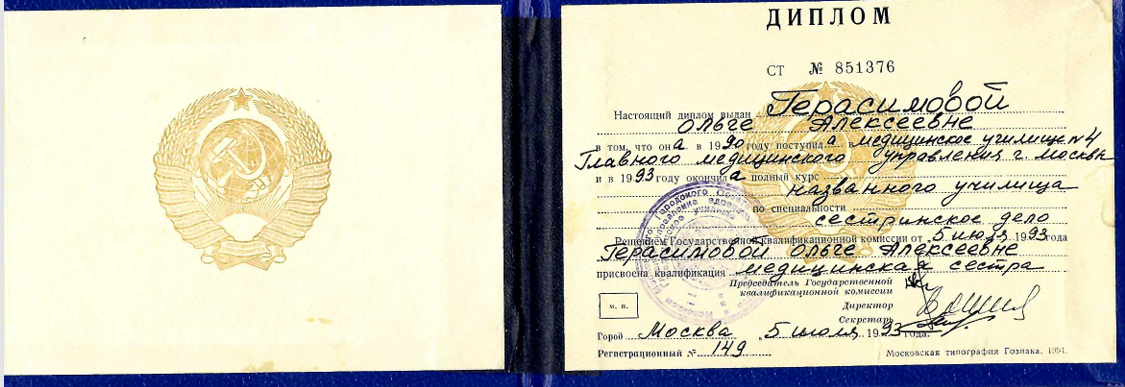 ДИПЛОМ
СТ № 851376
Настоящий диплом выдан Герасимовой
Ольге Алексеевне
в том, что она в 1990 году поступила в медицинское училище №4
Главного медицинского управления г. Москвы
и в 1993 году окончила полный курс
названного училища
по специальности
сестринское дело
Решением Государственной квалификационной комиссии от 5 июля 1993 года
Герасимовой Ольге Алексеевне
присвоена квалификация медицинская сестра
Председатель Государственной
квалификационной комиссии
Директор
Секретарь
м. п.
Город Москва 5 июля 1993 года.
Регистрационный № 149
Московская типография Гознака. 1991.